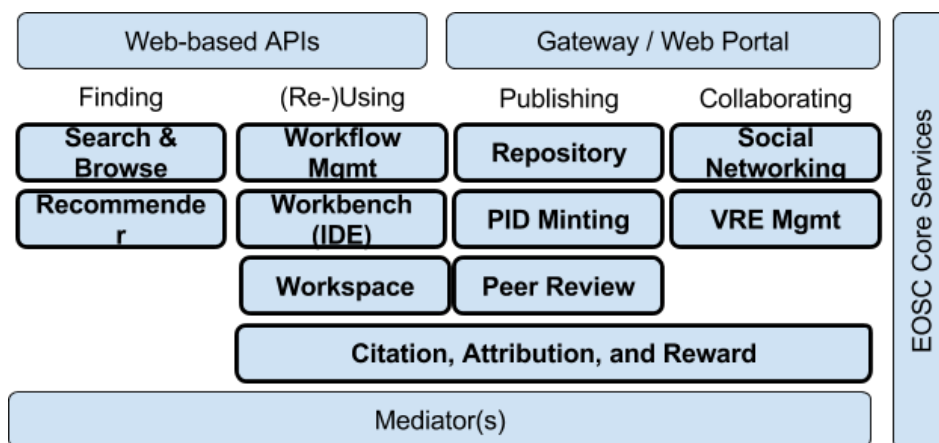 Web-based APIs
Gateway / Web Portal
Finding
(Re-)Using
Publishing
Collaborating
Search &
Browse
Workflow
Mgmt
Repository
Social
Networking
Recommende
r
Workbench
(IDE)
PID Minting
VRE Mgmt
Workspace
Peer Review
Citation, Attribution, and Reward
Mediator(s)
EOSC Core Services